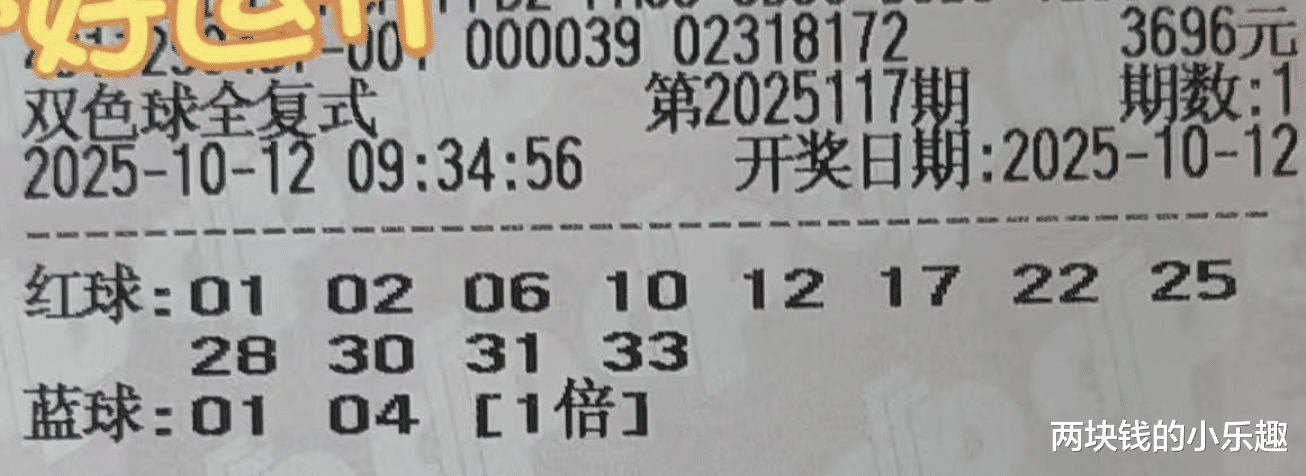 好运
000039 02318172 3696元
双色球全复式 第2025117期 期数:1
2025-10-12 09:34:56 开奖日期:2025-10-12
红球:01 02 06 10 12 17 22 25
28 30 31 33
蓝球:01 04 [1倍]
两块钱的小乐趣